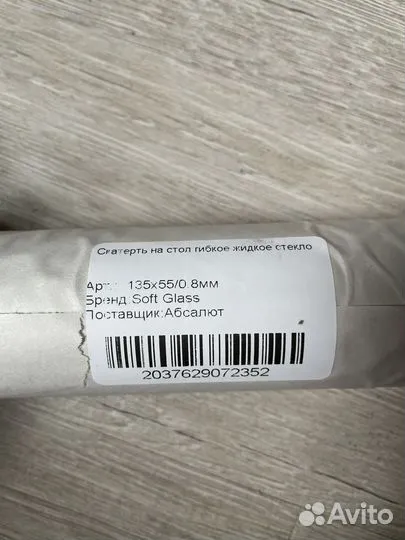 Скатерть на стол гибкое жидкое стекло
Арт.: 135х55/0.8мм
Бренд:Soft Glass
Поставщик:Абсалют
2037629072352
Avito